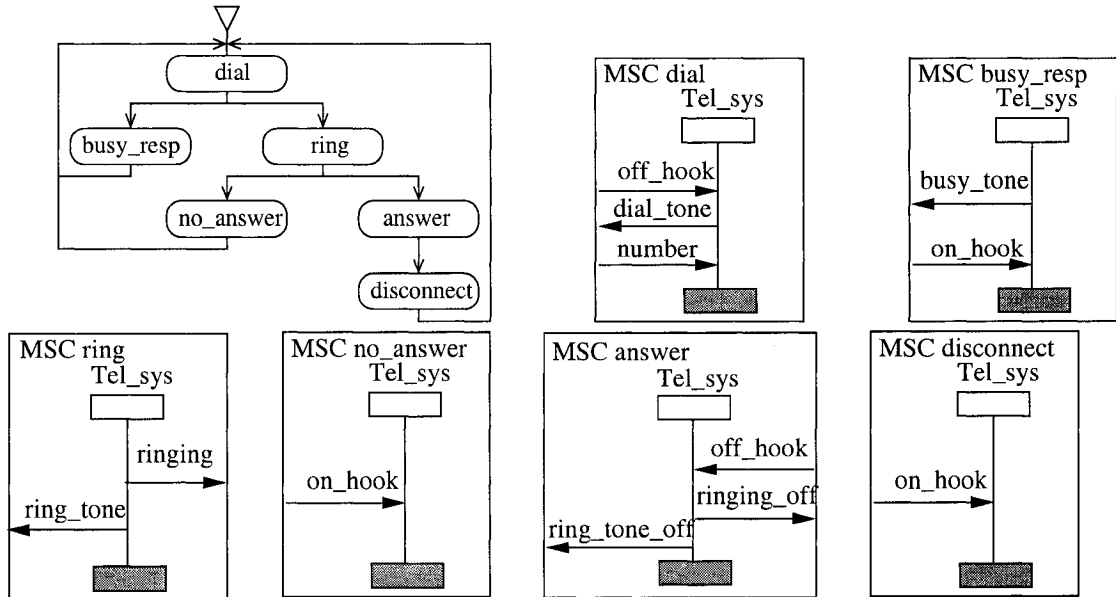 dial
busy_resp
ring
no_answer
answer
disconnect
MSC dial
Tel_sys
off_hook
dial_tone
number
MSC busy_resp
Tel_sys
busy_tone
on_hook
MSC ring
Tel_sys
ringing
ring_tone
MSC no_answer
Tel_sys
on_hook
MSC answer
Tel_sys
off_hook
ringing_off
ring_tone_off
MSC disconnect
Tel_sys
on_hook